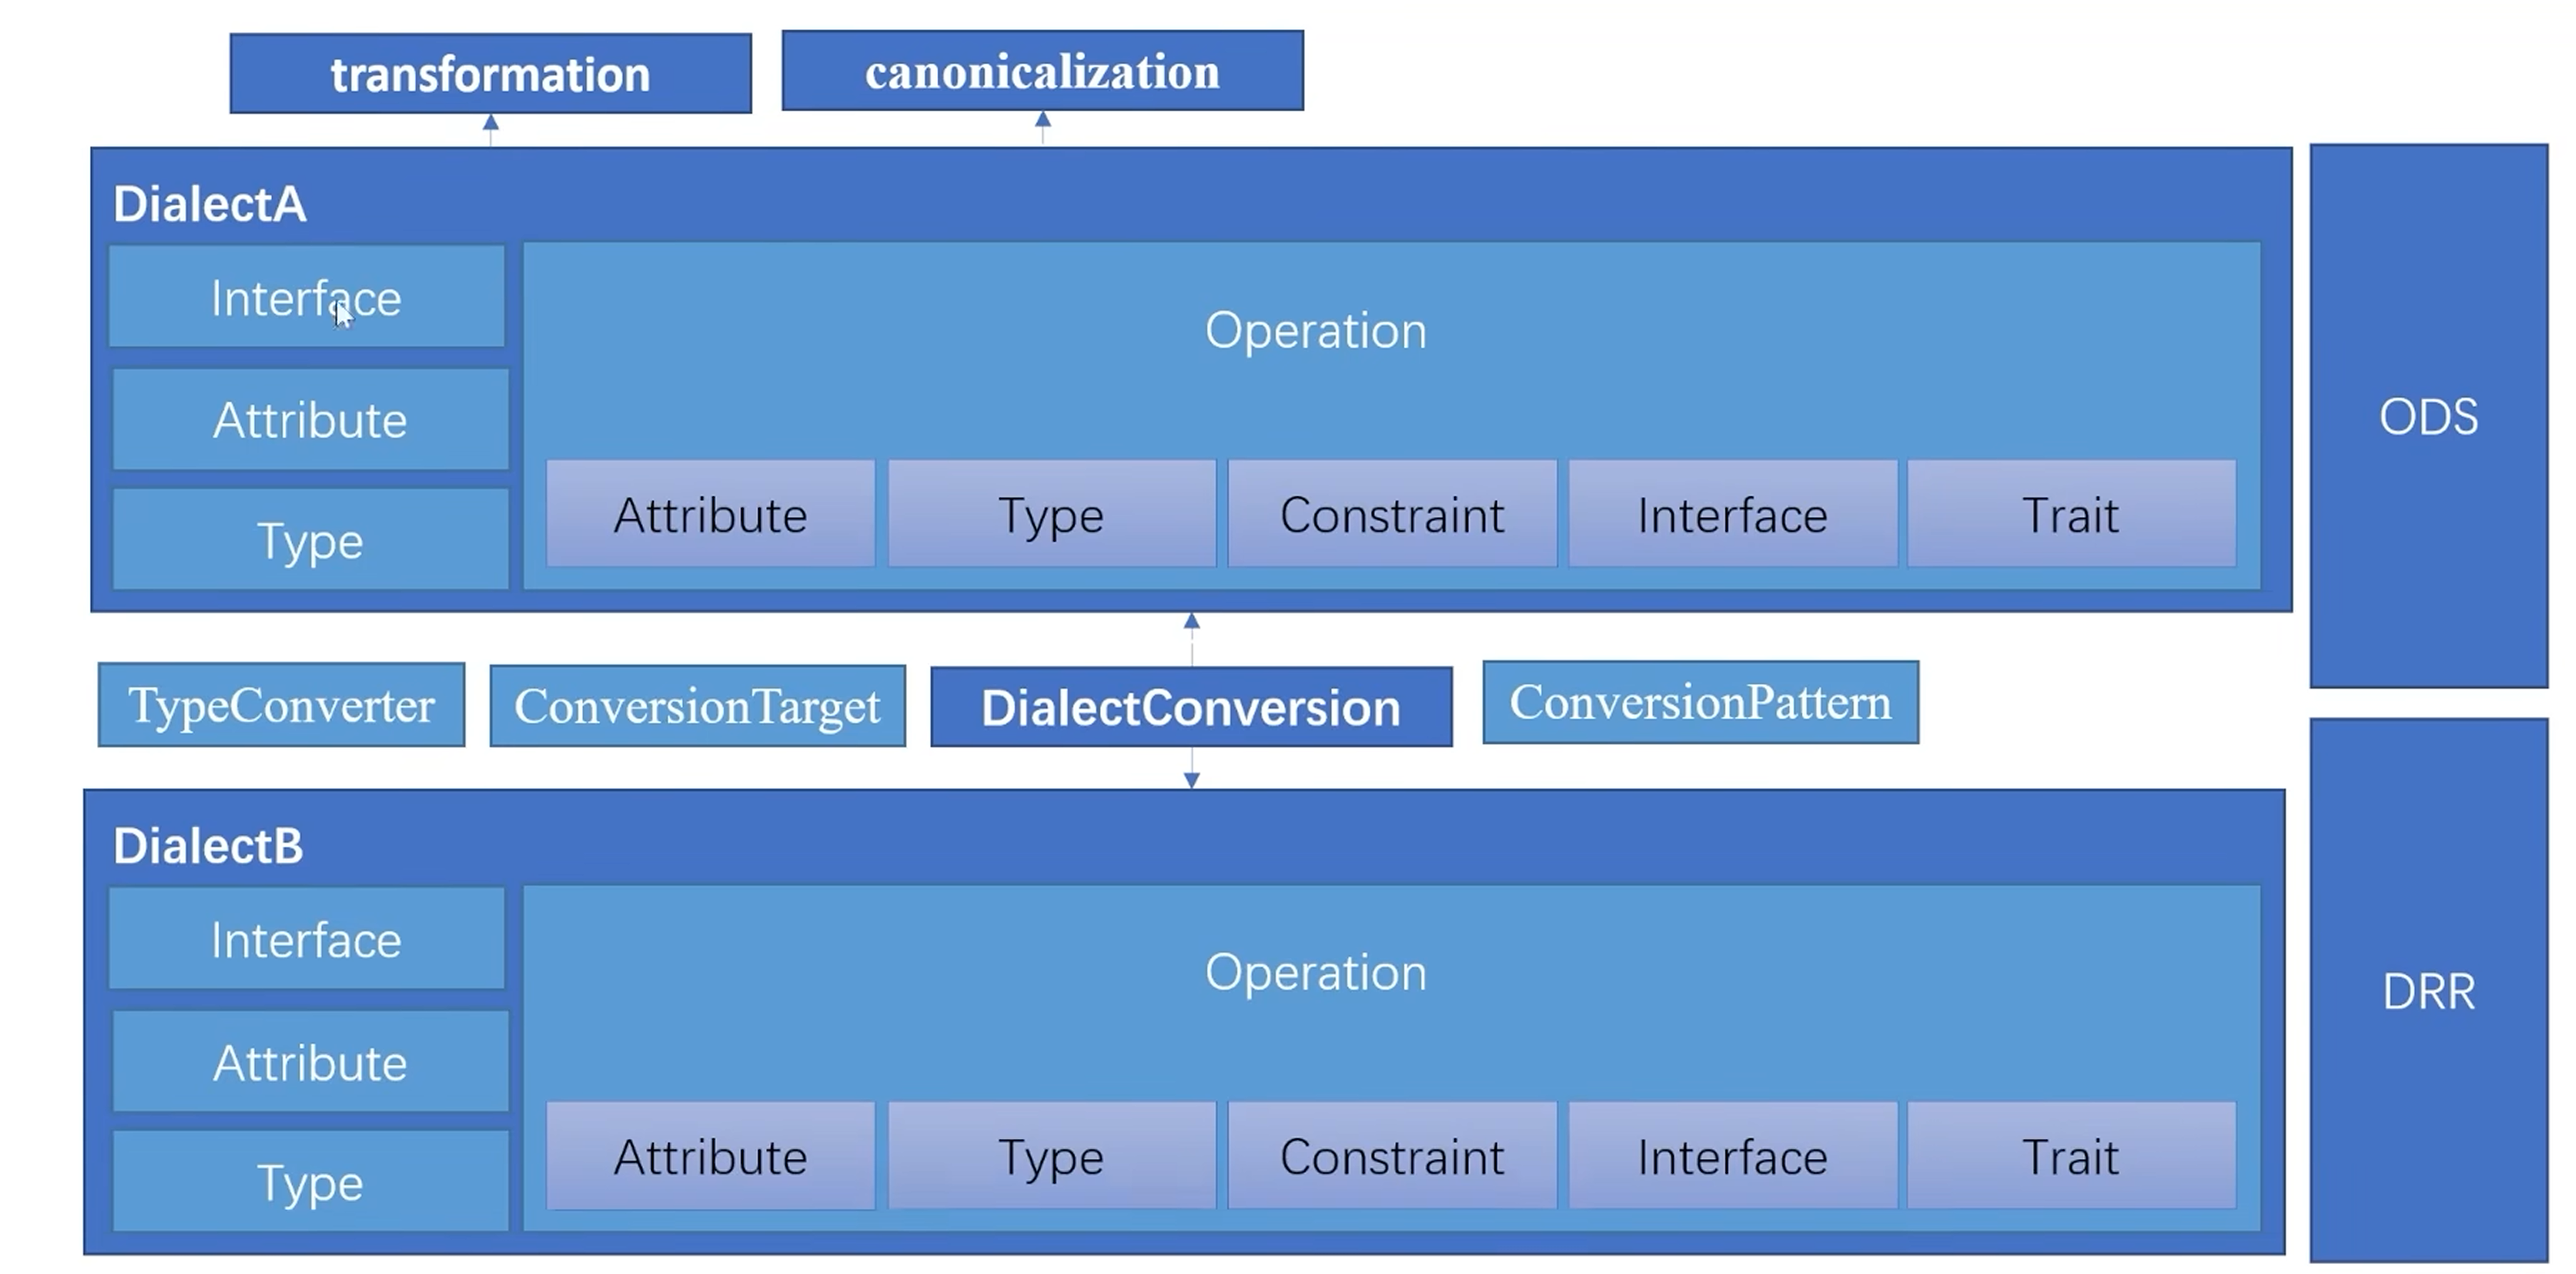 transformation
canonicalization
DialectA
Interface
Attribute
Type
Operation
Attribute
Type
Constraint
Interface
Trait
ODS
TypeConverter
ConversionTarget
DialectConversion
ConversionPattern
DialectB
Interface
Attribute
Type
Operation
Attribute
Type
Constraint
Interface
Trait
DRR